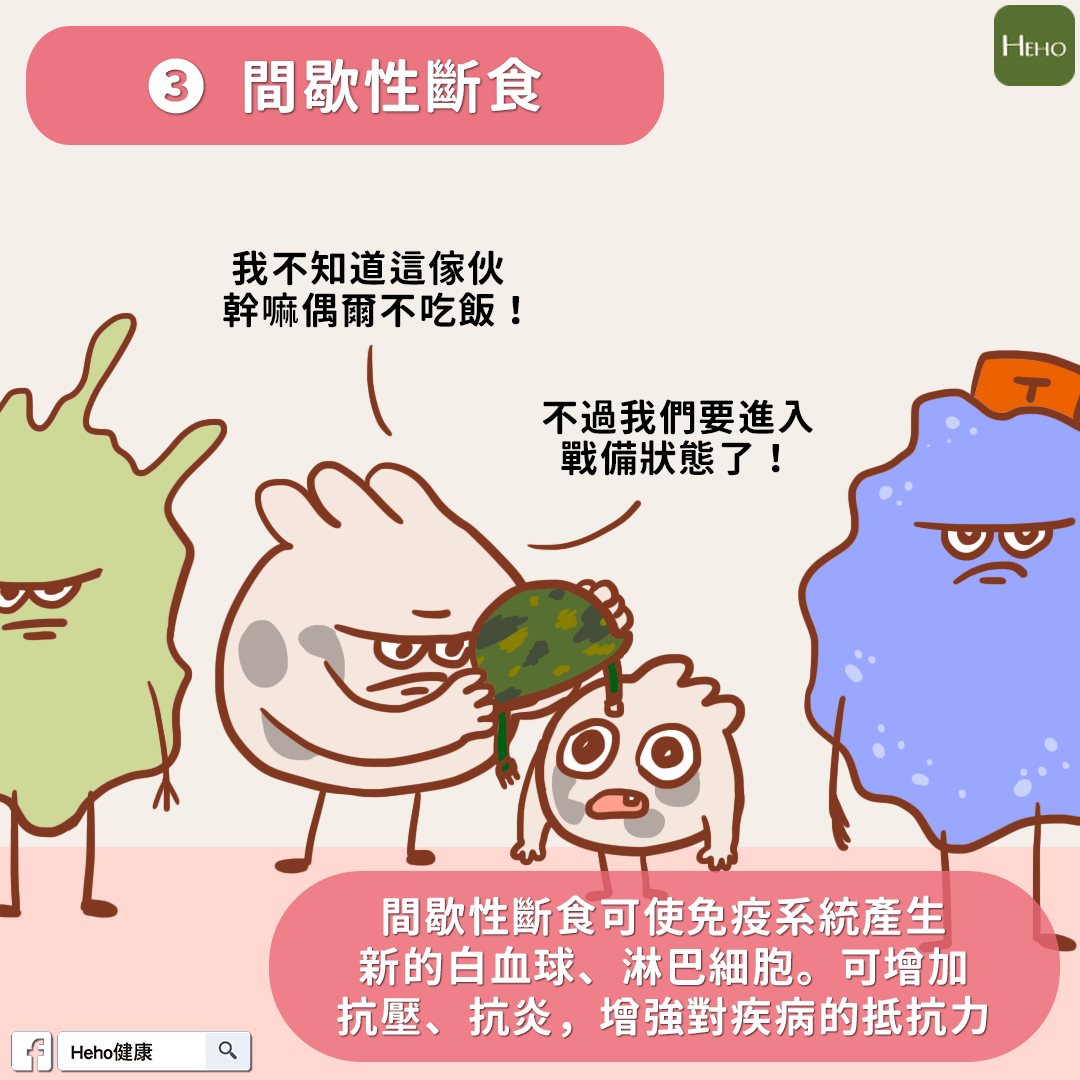 ❸ 間歇性斷食
HEHO
我不知道這傢伙
幹嘛偶爾不吃飯！
不過我們要進入
戰備狀態了！
T
間歇性斷食可使免疫系統產生
新的白血球、淋巴細胞。可增加
抗壓、抗炎，增強對疾病的抵抗力
f Heho健康